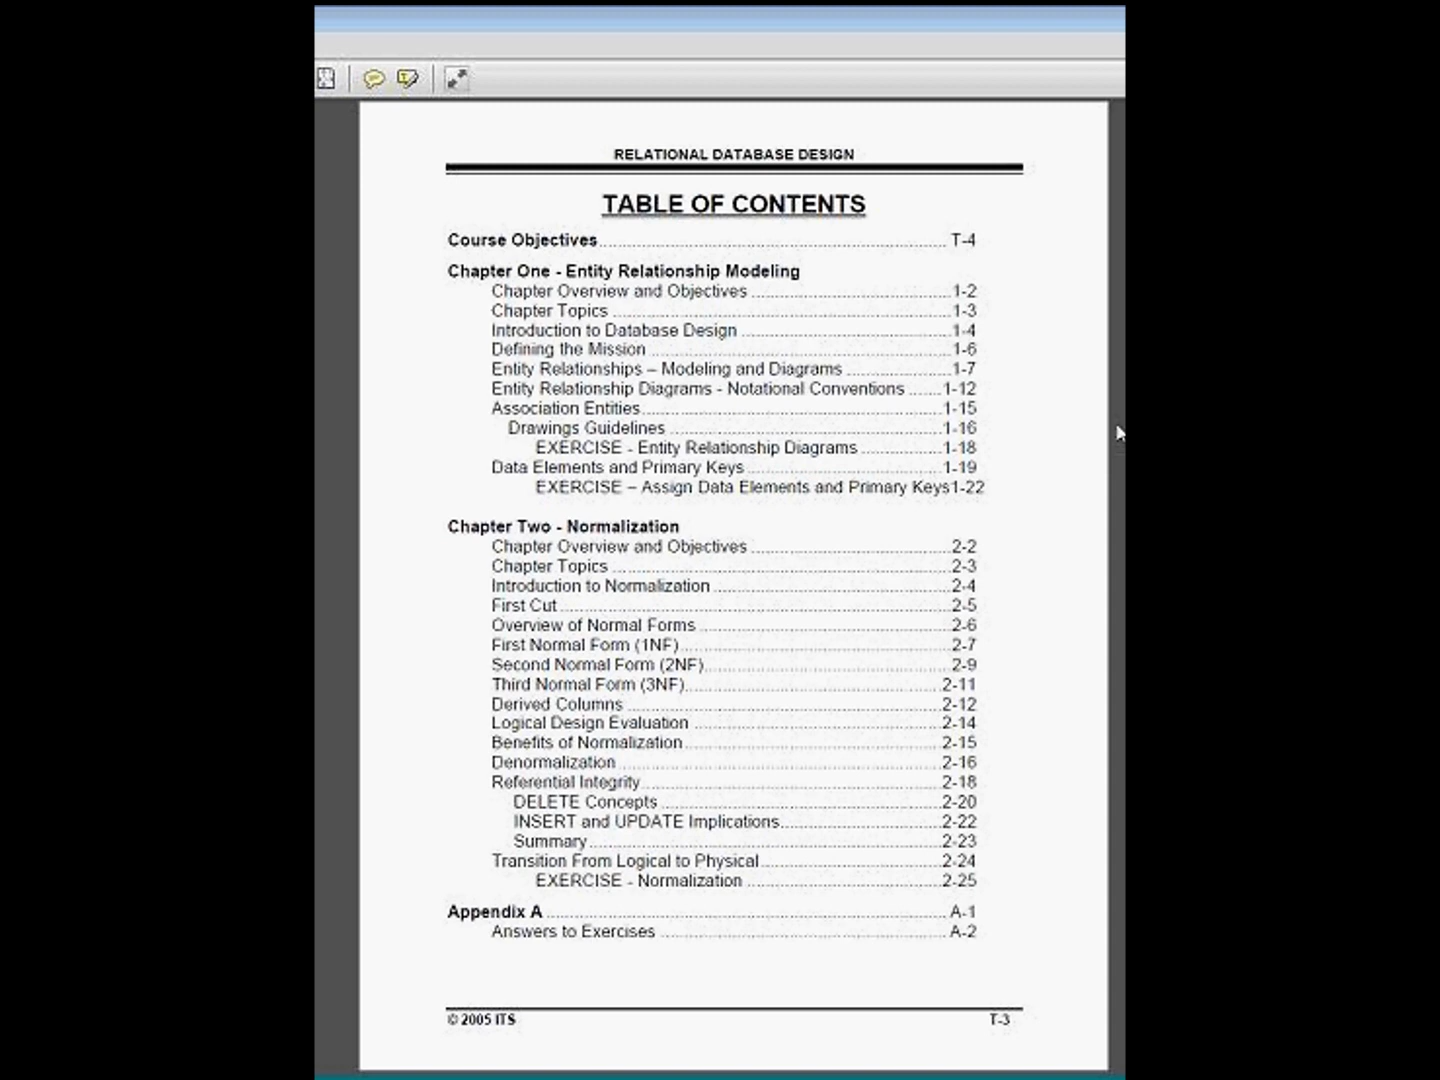 RELATIONAL DATABASE DESIGN
TABLE OF CONTENTS
Course Objectives ........ T-4
Chapter One - Entity Relationship Modeling
Chapter Overview and Objectives ........ 1-2
Chapter Topics ........ 1-3
Introduction to Database Design ........ 1-4
Defining the Mission ........ 1-6
Entity Relationships – Modeling and Diagrams ........ 1-7
Entity Relationship Diagrams - Notational Conventions ........ 1-12
Association Entities ........ 1-15
Drawings Guidelines ........ 1-16
EXERCISE - Entity Relationship Diagrams ........ 1-18
Data Elements and Primary Keys ........ 1-19
EXERCISE – Assign Data Elements and Primary Keys1-22
Chapter Two - Normalization
Chapter Overview and Objectives ........ 2-2
Chapter Topics ........ 2-3
Introduction to Normalization ........ 2-4
First Cut ........ 2-5
Overview of Normal Forms ........ 2-6
First Normal Form (1NF) ........ 2-7
Second Normal Form (2NF) ........ 2-9
Third Normal Form (3NF) ........ 2-11
Derived Columns ........ 2-12
Logical Design Evaluation ........ 2-14
Benefits of Normalization ........ 2-15
Denormalization ........ 2-16
Referential Integrity ........ 2-18
DELETE Concepts ........ 2-20
INSERT and UPDATE Implications ........ 2-22
Summary ........ 2-23
Transition From Logical to Physical ........ 2-24
EXERCISE - Normalization ........ 2-25
Appendix A ........ A-1
Answers to Exercises ........ A-2
© 2005 ITS T-3